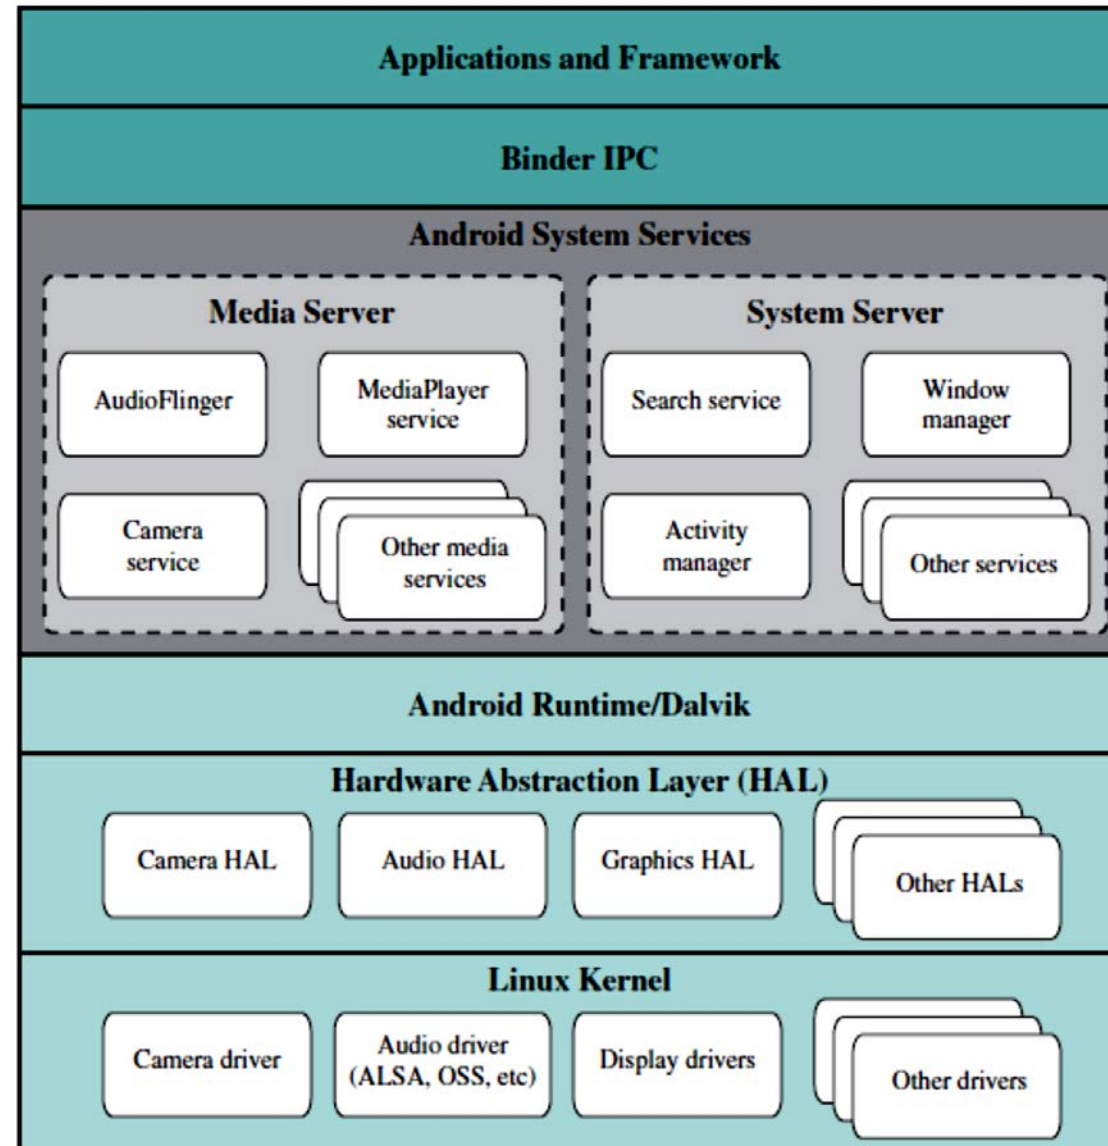 Applications and Framework
Binder IPC
Android System Services
Media Server
AudioFlinger
MediaPlayer
service
Camera
service
Other media
services
System Server
Search service
Window
manager
Activity
manager
Other services
Android Runtime/Dalvik
Hardware Abstraction Layer (HAL)
Camera HAL
Audio HAL
Graphics HAL
Other HALs
Linux Kernel
Camera driver
Audio driver
(ALSA, OSS, etc)
Display drivers
Other drivers